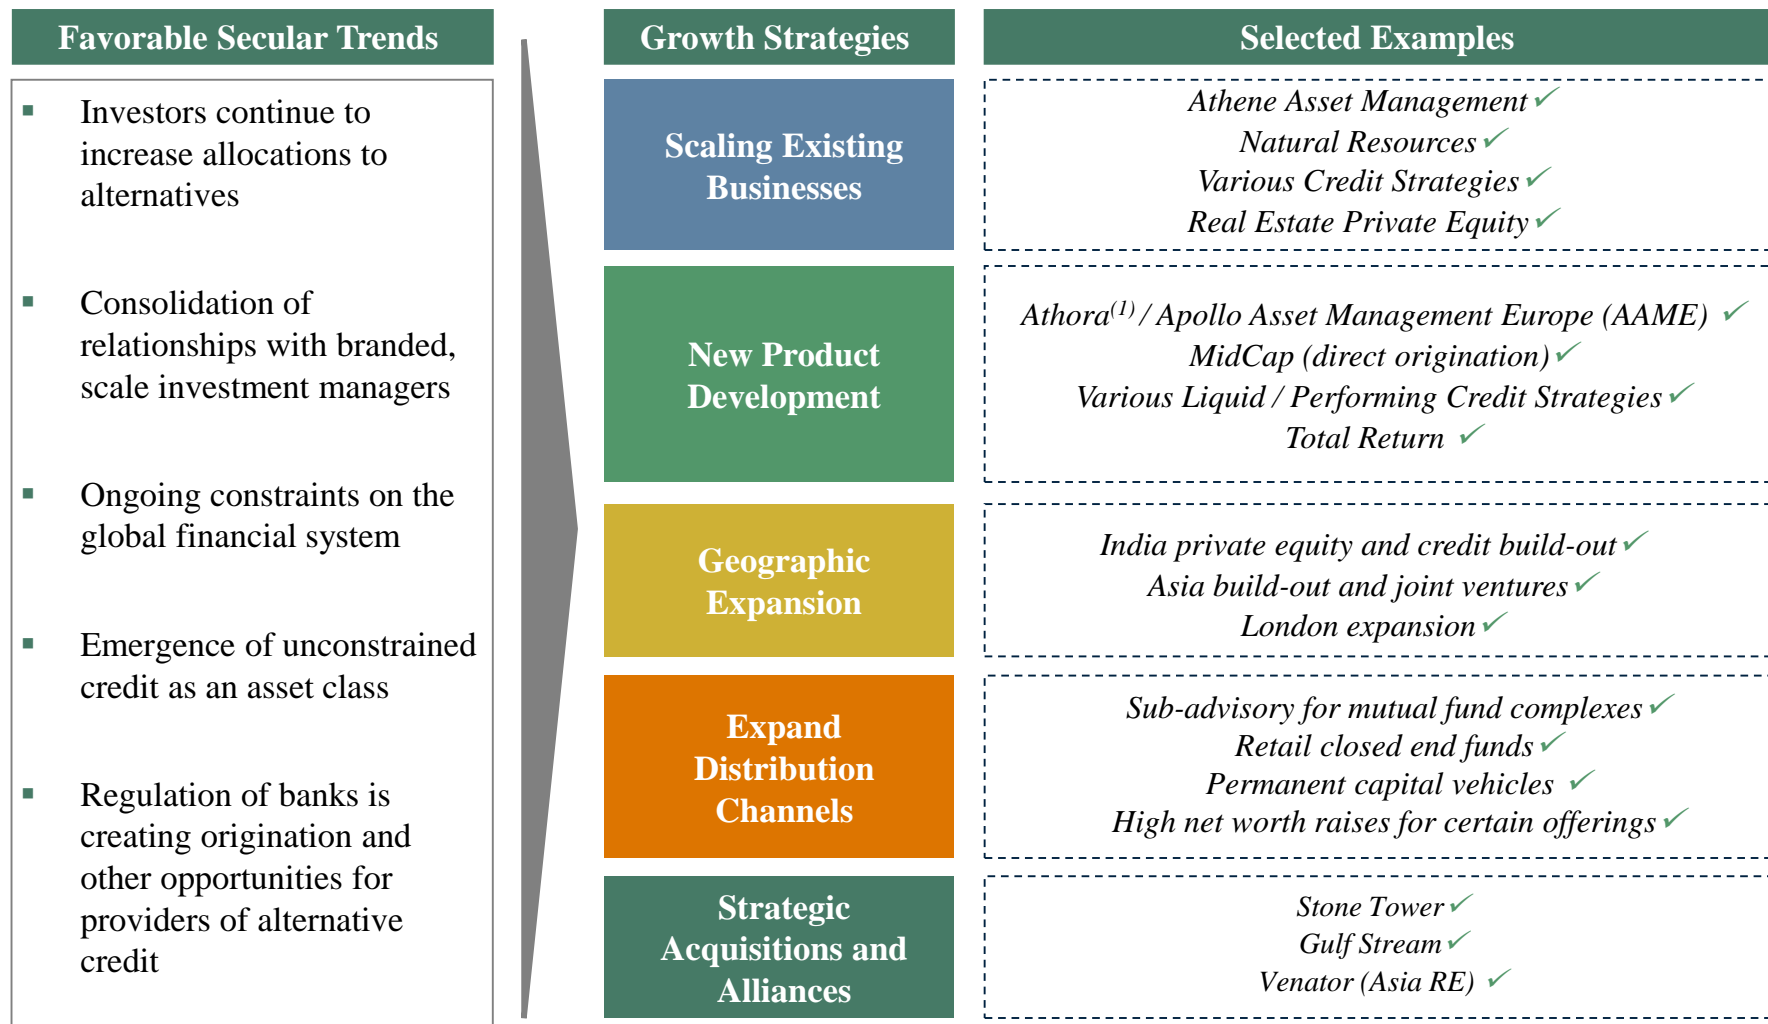 Favorable Secular Trends
▪ Investors continue to
increase allocations to
alternatives
▪ Consolidation of
relationships with branded,
scale investment managers
▪ Ongoing constraints on the
global financial system
▪ Emergence of unconstrained
credit as an asset class
▪ Regulation of banks is
creating origination and
other opportunities for
providers of alternative
credit
Growth Strategies
Selected Examples
Scaling Existing
Businesses
Athene Asset Management ✓
Natural Resources ✓
Various Credit Strategies ✓
Real Estate Private Equity ✓
New Product
Development
Athora(1) / Apollo Asset Management Europe (AAME) ✓
MidCap (direct origination) ✓
Various Liquid / Performing Credit Strategies ✓
Total Return ✓
Geographic
Expansion
India private equity and credit build-out ✓
Asia build-out and joint ventures ✓
London expansion ✓
Expand
Distribution
Channels
Sub-advisory for mutual fund complexes ✓
Retail closed end funds ✓
Permanent capital vehicles ✓
High net worth raises for certain offerings ✓
Strategic
Acquisitions and
Alliances
Stone Tower ✓
Gulf Stream ✓
Venator (Asia RE) ✓